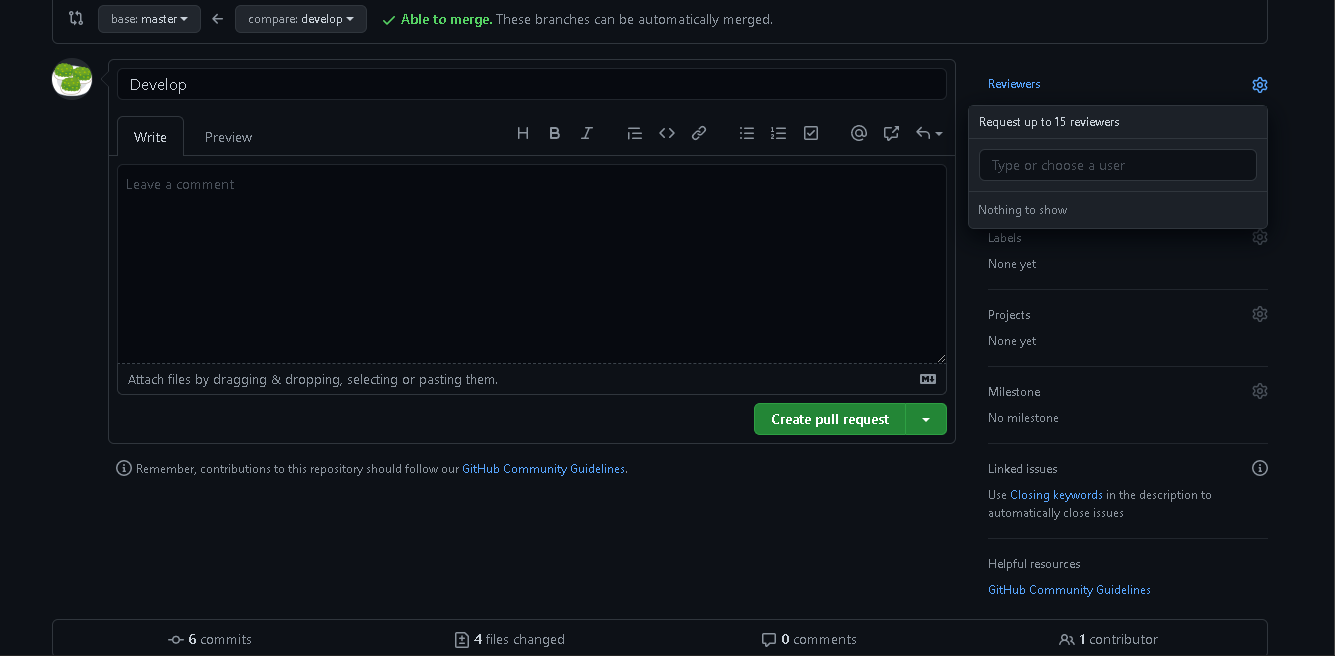 base: master
compare: develop
Able to merge. These branches can be automatically merged.
Develop
Reviewers
Request up to 15 reviewers
Write
Preview
Type or choose a user
Leave a comment
Nothing to show
Labels
None yet
Projects
None yet
Attach files by dragging & dropping, selecting or pasting them.
Milestone
No milestone
Create pull request
Remember, contributions to this repository should follow our GitHub Community Guidelines.
Linked issues
Use Closing keywords in the description to
automatically close issues
Helpful resources
GitHub Community Guidelines
6 commits
4 files changed
0 comments
1 contributor